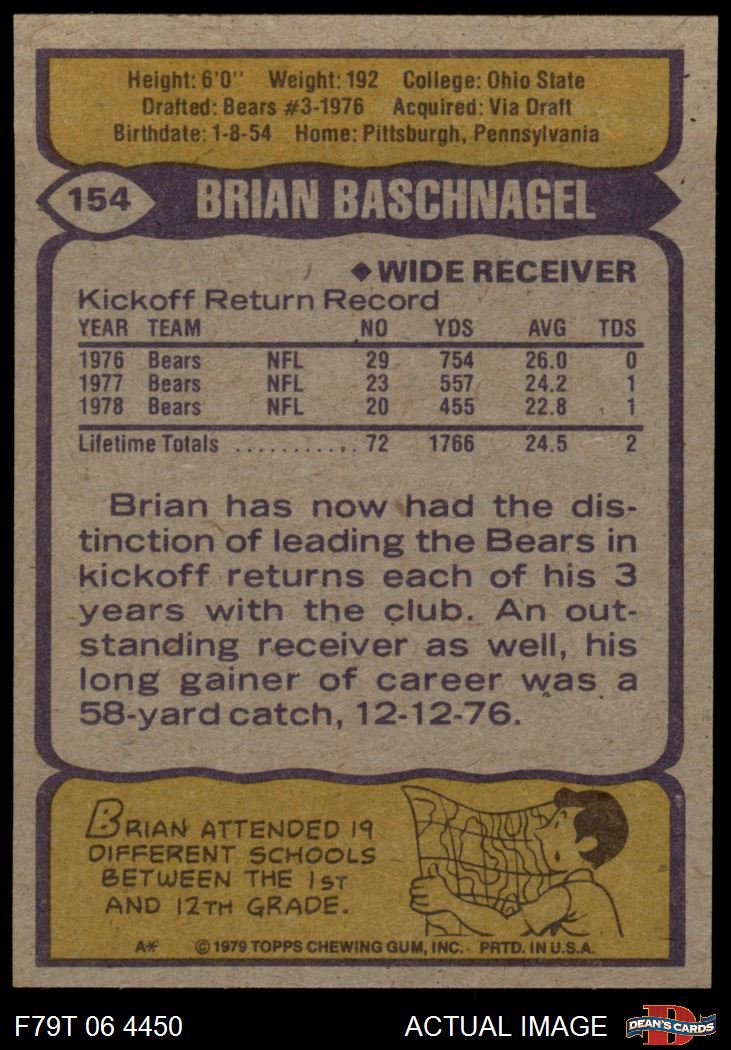 Height: 6'0" Weight: 192 College: Ohio State
Drafted: Bears #3-1976 Acquired: Via Draft
Birthdate: 1-8-54 Home: Pittsburgh, Pennsylvania
154 BRIAN BASCHNAGEL
◆ WIDE RECEIVER
Kickoff Return Record
YEAR TEAM NO YDS AVG TDS
1976 Bears NFL 29 754 26.0 0
1977 Bears NFL 23 557 24.2 1
1978 Bears NFL 20 455 22.8 1
Lifetime Totals ........... 72 1766 24.5 2
Brian has now had the dis-
tinction of leading the Bears in
kickoff returns each of his 3
years with the club. An out-
standing receiver as well, his
long gainer of career was a
58-yard catch, 12-12-76.
BRIAN ATTENDED 19
DIFFERENT SCHOOLS
BETWEEN THE 1ST
AND 12TH GRADE.
A* © 1979 TOPPS CHEWING GUM, INC. PRTD. IN U.S.A.
F79T 06 4450 ACTUAL IMAGE D DEAN'S CARDS